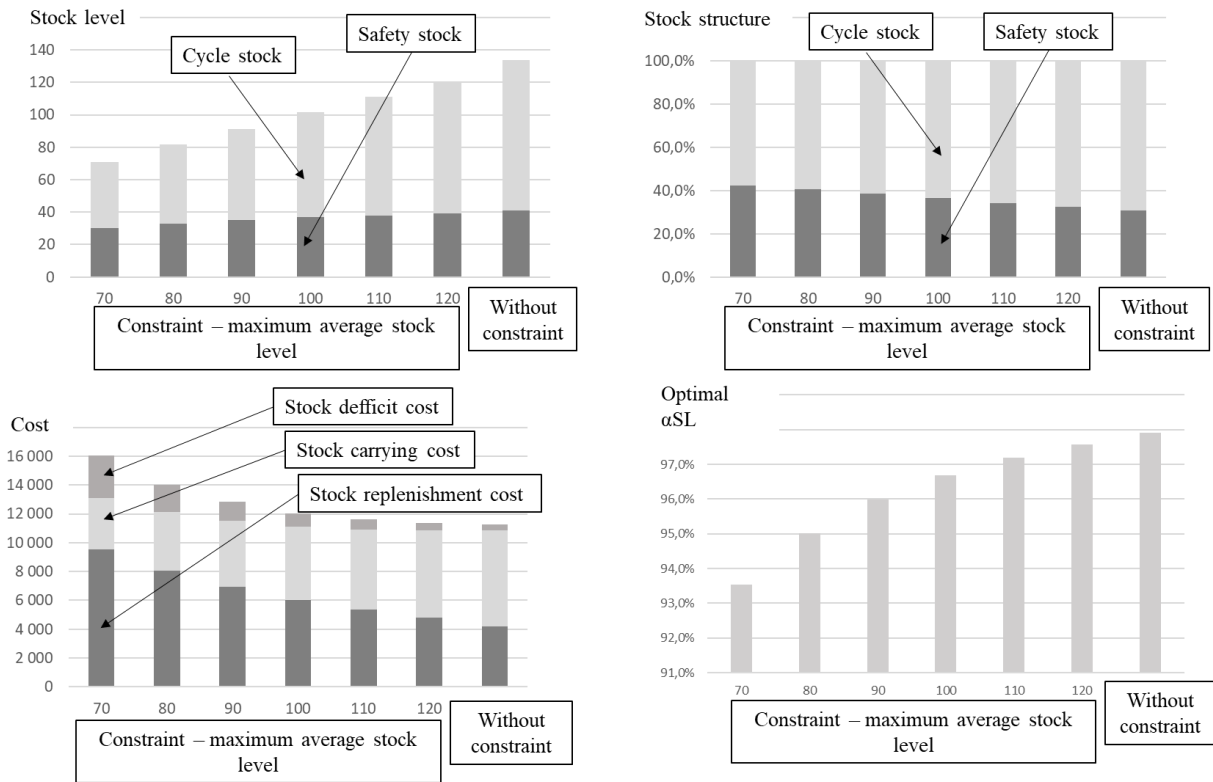 Stock level
Cycle stock
Safety stock
140
120
100
80
60
40
20
0
70
80
90
100
110
120
Without
constraint
Constraint – maximum average stock
level
Stock structure
Cycle stock
Safety stock
100,0%
80,0%
60,0%
40,0%
20,0%
0,0%
70
80
90
100
110
120
Without
constraint
Constraint – maximum average stock
level
Cost
Stock defficit cost
Stock carrying cost
Stock replenishment cost
16 000
14 000
12 000
10 000
8 000
6 000
4 000
2 000
0
70
80
90
100
110
120
Without
constraint
Constraint – maximum average stock
level
Optimal
αSL
97,0%
96,0%
95,0%
94,0%
93,0%
92,0%
91,0%
70
80
90
100
110
120
Without
constraint
Constraint – maximum average stock
level